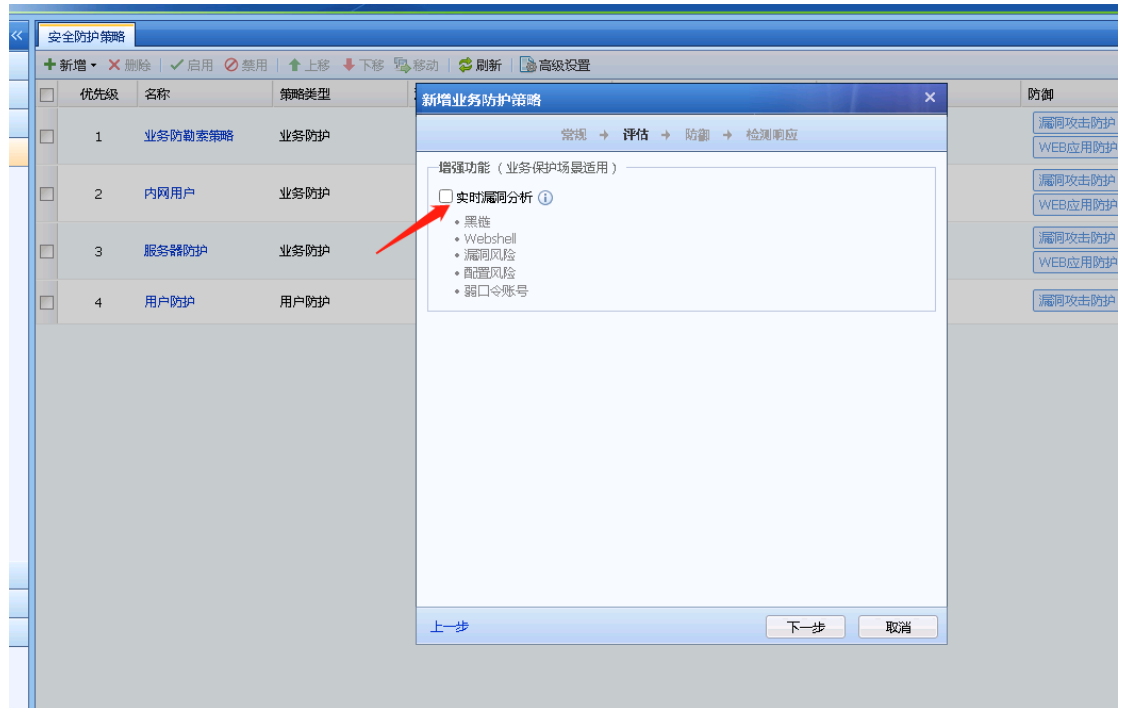 安全防护策略
新增 删除 启用 禁用 上移 下移 移动 刷新 高级设置
优先级 名称 策略类型 防御
1 业务防勒索策略 业务防护 漏洞攻击防护
WEB应用防护
2 内网用户 业务防护 漏洞攻击防护
WEB应用防护
3 服务器防护 业务防护 漏洞攻击防护
WEB应用防护
4 用户防护 用户防护 漏洞攻击防护
新增业务防护策略
常规 → 评估 → 防御 → 检测响应
增强功能（业务保护场景适用）
实时漏洞分析
• 黑链
• Webshell
• 漏洞风险
• 配置风险
• 弱口令账号
上一步 下一步 取消